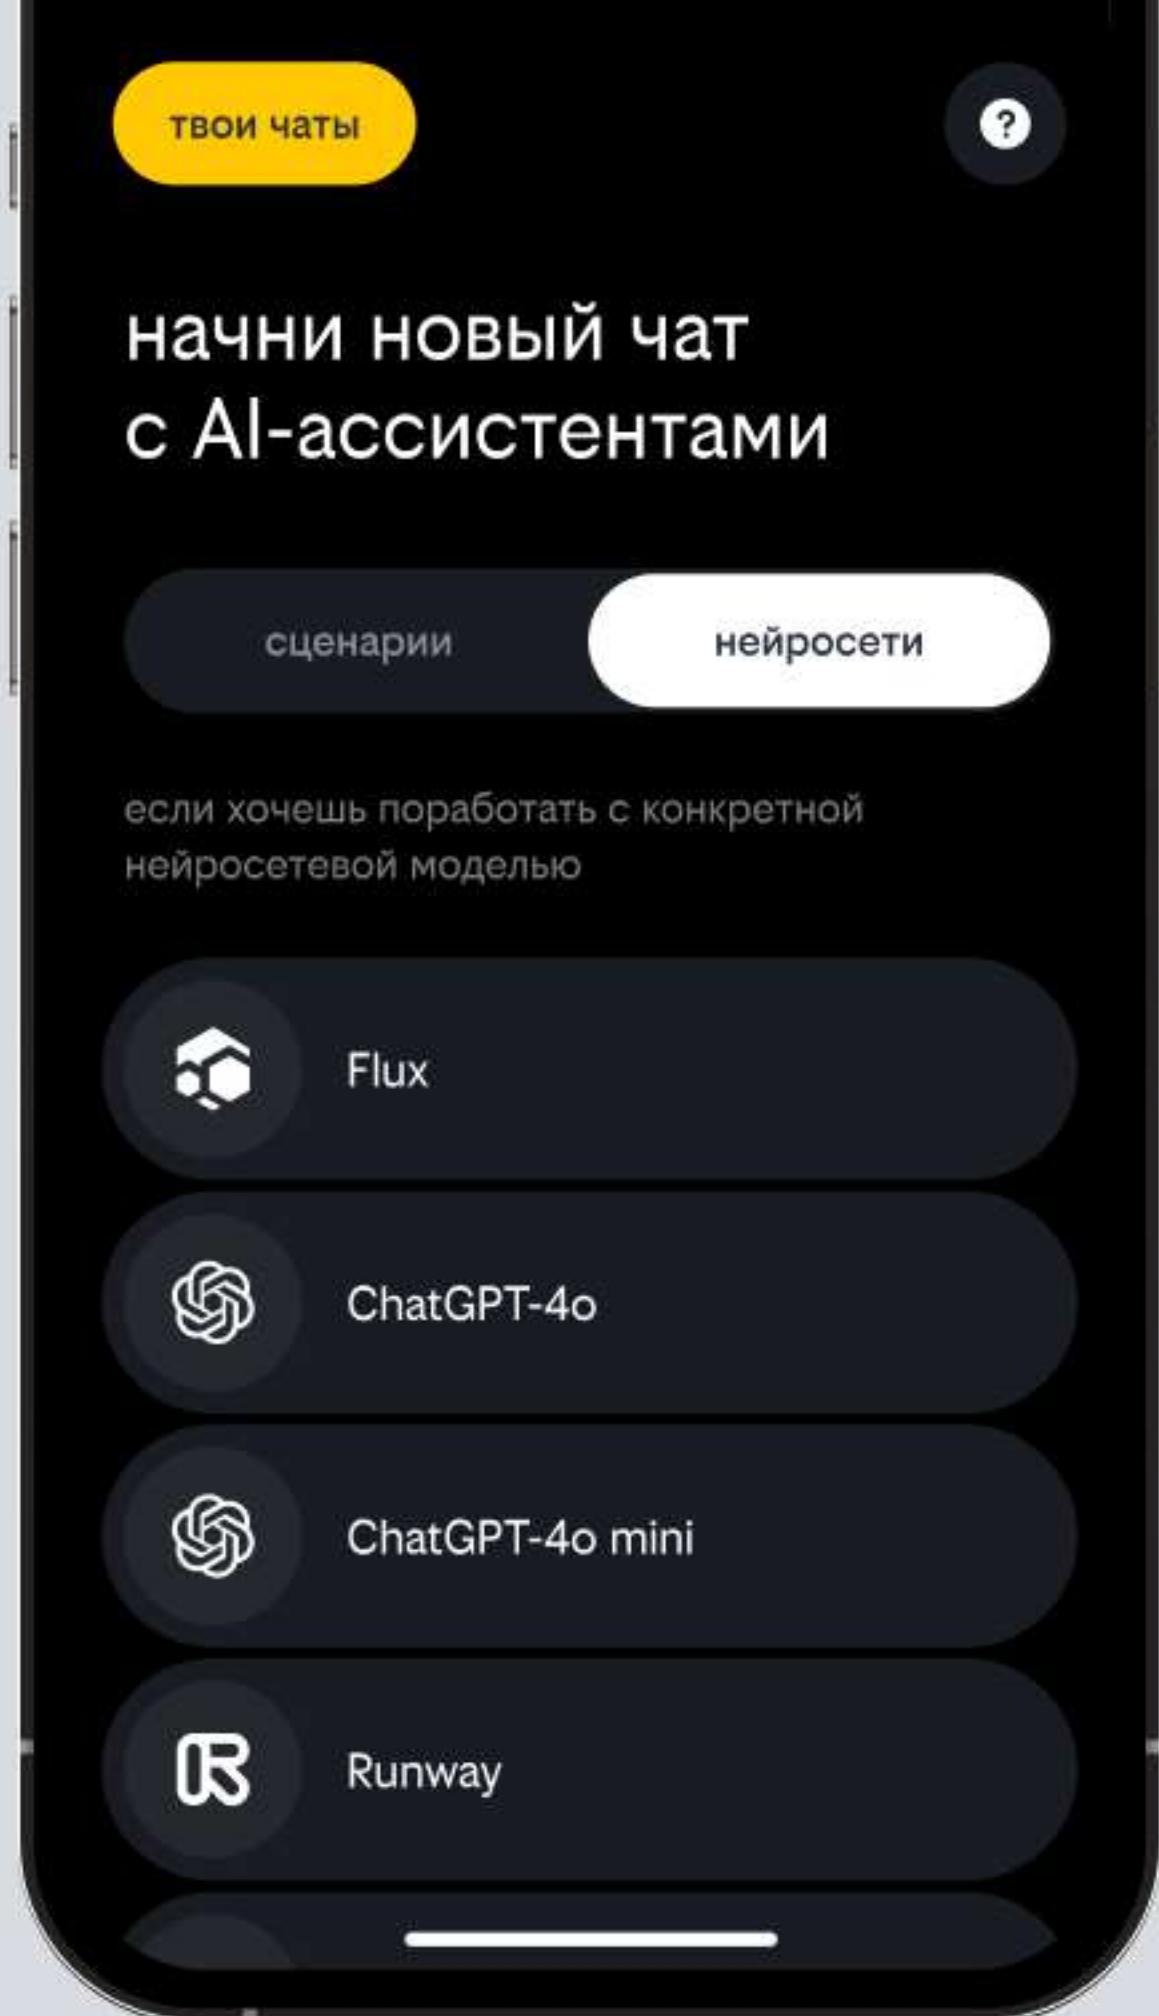 твои чаты
?
начни новый чат
с AI-ассистентами
сценарии
нейросети
если хочешь поработать с конкретной
нейросетевой моделью
Flux
ChatGPT-4o
ChatGPT-4o mini
Runway